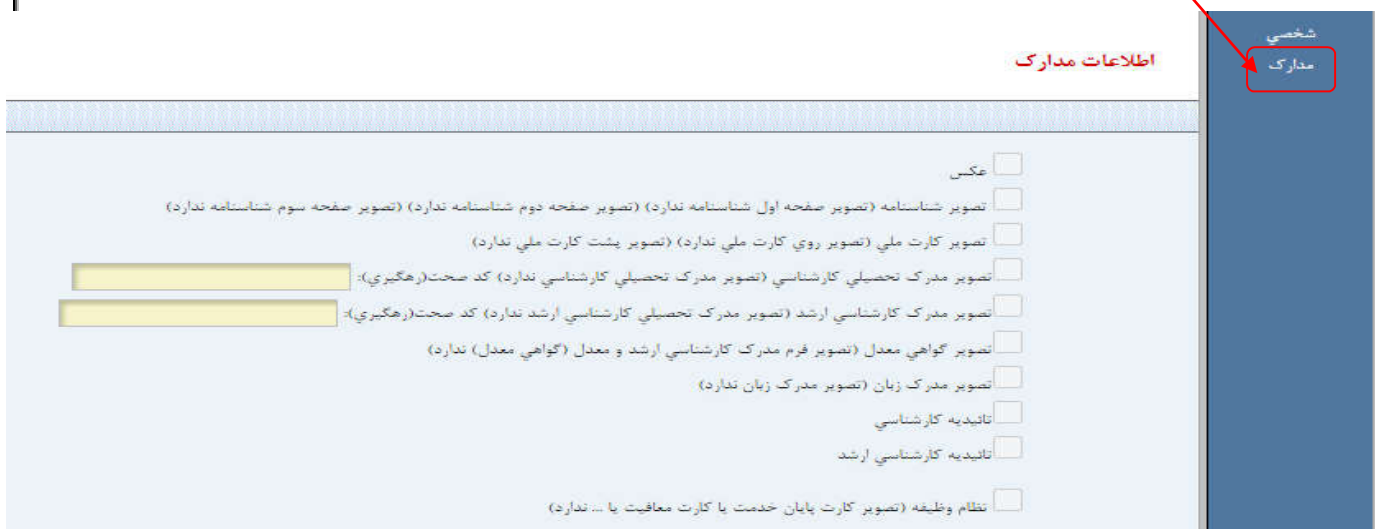 شخصي
مدارک
اطلاعات مدارک
عکس
تصوير شناسنامه (تصوير صفحه اول شناسنامه ندارد) (تصوير صفحه دوم شناسنامه ندارد) (تصوير صفحه سوم شناسنامه ندارد)
تصوير کارت ملي (تصوير روي کارت ملي ندارد) (تصوير پشت کارت ملي ندارد)
تصوير مدرک تحصيلي کارشناسي (تصوير مدرک تحصيلي کارشناسي ندارد) کد صحت(رهگيري):
تصوير مدرک کارشناسي ارشد (تصوير مدرک تحصيلي کارشناسي ارشد ندارد) کد صحت(رهگيري):
تصوير گواهي معدل (تصوير فرم مدرک کارشناسي ارشد و معدل (گواهي معدل) ندارد)
تصوير مدرک زبان (تصوير مدرک زبان ندارد)
تائيديه کارشناسي
تائيديه کارشناسي ارشد
نظام وظيفه (تصوير کارت پايان خدمت يا کارت معافيت يا ... ندارد)